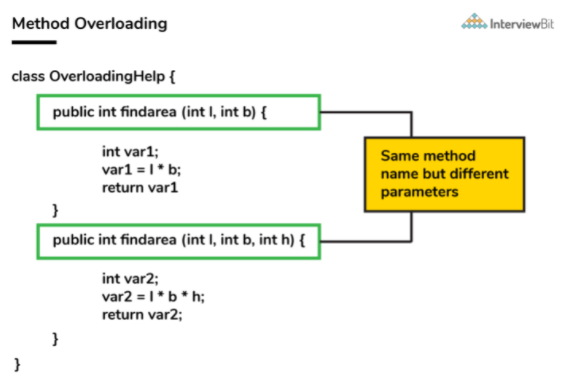 Method Overloading
InterviewBit
class OverloadingHelp {
public int findarea (int l, int b) {
int var1;
var1 = l * b;
return var1
}
Same method
name but different
parameters
public int findarea (int l, int b, int h) {
int var2;
var2 = l * b * h;
return var2;
}
}